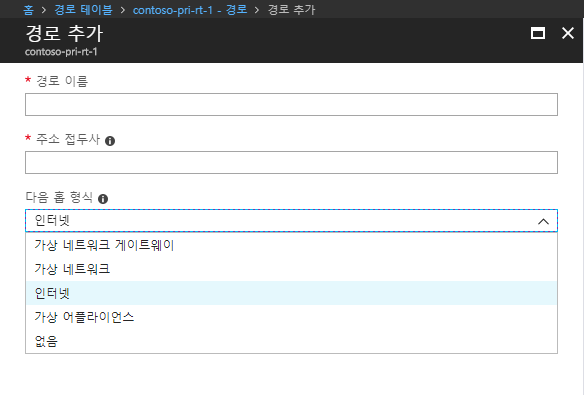 홈 > 경로 테이블 > contoso-pri-rt-1 - 경로 > 경로 추가
경로 추가
contoso-pri-rt-1
* 경로 이름
* 주소 접두사
다음 홉 형식
인터넷
가상 네트워크 게이트웨이
가상 네트워크
인터넷
가상 어플라이언스
없음